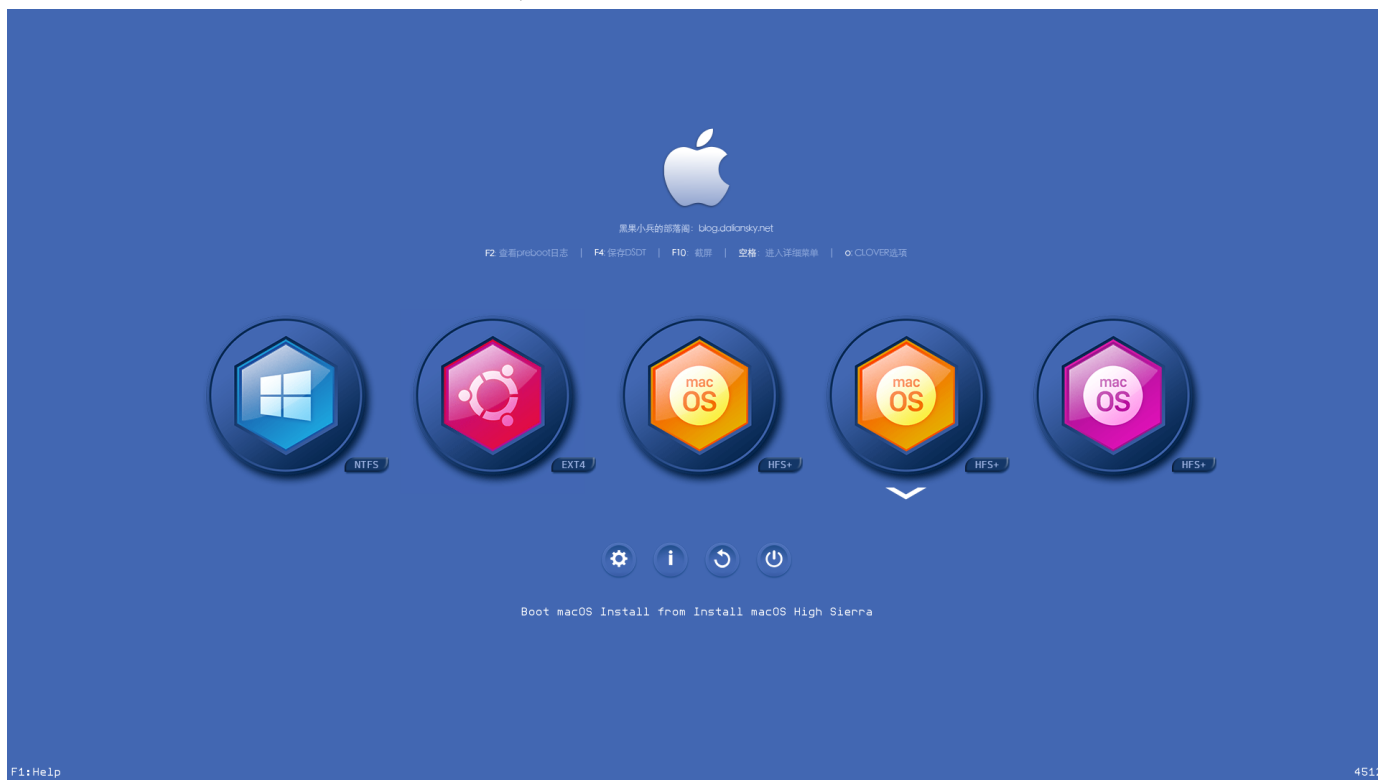 黑果小兵的部落阁：blog.daliansky.net
F2: 查看preboot日志 | F4: 保存DSDT | F10: 截屏 | 空格: 进入详细菜单 | o: CLOVER选项
mac OS
mac OS
mac OS
NTFS
EXT4
HFS+
HFS+
HFS+
Boot macOS Install from Install macOS High Sierra
F1:Help